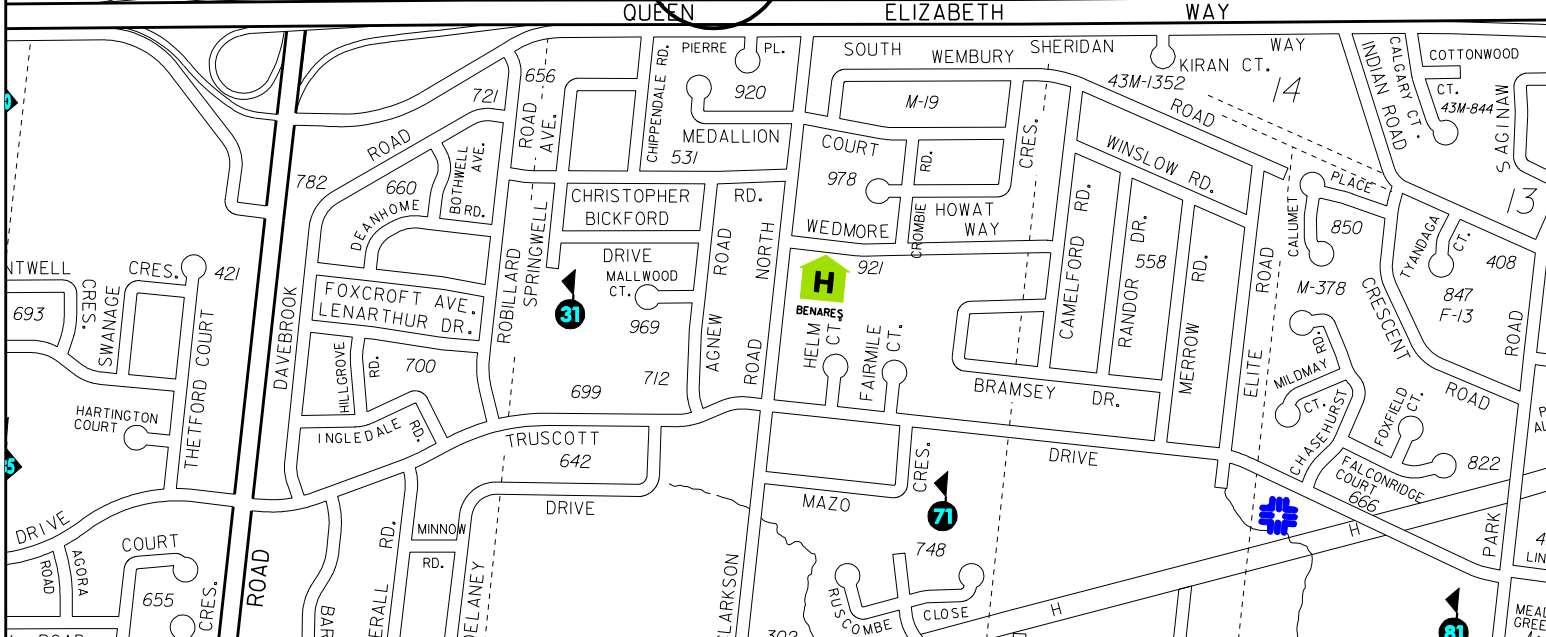 QUEEN ELIZABETH WAY
SOUTH SHERIDAN WAY
PIERRE PL.
WEMBURY ROAD
KIRAN CT.
43M-1352
14
INDIAN ROAD
CALGARY CT.
COTTONWOOD
CT.
43M-844
SAGINAW
13
656
721
ROAD
AVE.
CHIPPENDALE RD.
920
M-19
MEDALLION
531
COURT
RD.
CRES.
WINSLOW RD.
ROAD
782
660
DEANHOME
RD.
BOTHWELL
AVE.
CHRISTOPHER
BICKFORD
RD.
978
CROMBIE
HOWAT
WAY
WEDMORE
PLACE
CALUMET
850
TYANDAGA
CT.
408
NTWELL
CRES.
421
CRES.
SWANAGE
693
FOXCROFT AVE.
LENARTHUR DR.
ROBILLARD
SPRINGWELL
DRIVE
MALLWOOD
CT.
31
969
AGNEW ROAD
NORTH
ROAD
921
H
BENARES
HELM CT.
FAIRMILE CT.
CAMELFORD RD.
RANDOR DR.
558
MERROW RD.
ELITE ROAD
M-378
CRESCENT
847
F-13
ROAD
DAVEBROOK
THETFORD COURT
HILLGROVE
RD.
700
699
712
BRAMSEY DR.
MILDMAY RD.
CT.
CHASEHURST
FOXFIELD CT.
ROAD
HARTINGTON
COURT
INGLEDALE RD.
TRUSCOTT
642
DRIVE
DRIVE
MAZO
CRES.
71
748
FALCONRIDGE
COURT
666
822
H
PARK
DRIVE
COURT
AGORA
ROAD
655
CRES.
ROAD
MINNOW
RD.
RD.
ERALL
DELANEY
BAR
CLARKSON
302
RUSCOMBE
CLOSE
H
81
LIN
MEAD
GREE
ROAD